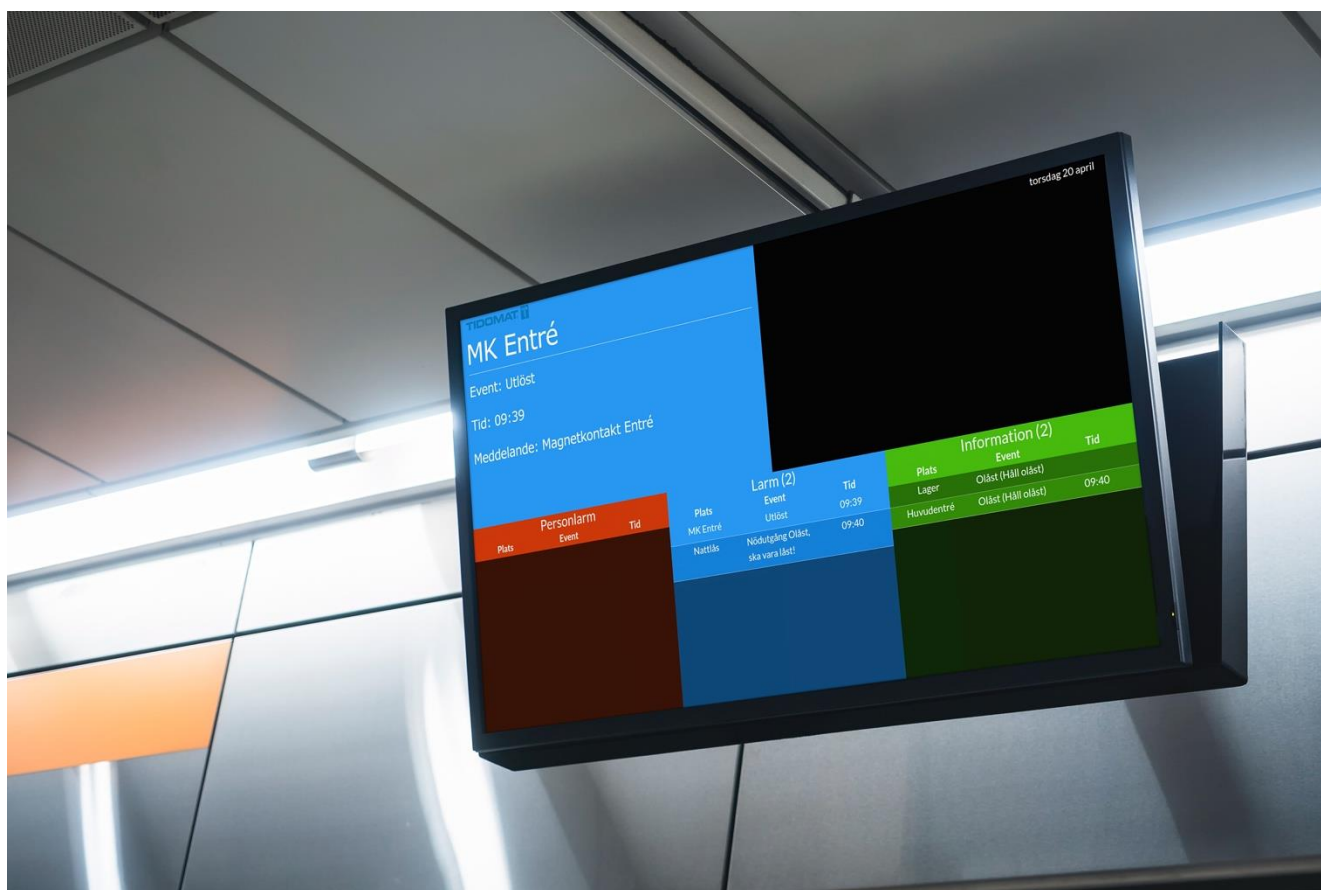 torsdag 20 april
TIDOMAT
MK Entré
Event: Utlöst
Tid: 09:39
Meddelande: Magnetkontakt Entré
Personlarm
Plats Event Tid
Larm (2)
Plats Event Tid
MK Entré Utlöst 09:39
Nattlås Nödutgång Olåst, 09:40
ska vara låst!
Information (2)
Plats Event Tid
Lager Olåst (Håll olåst)
Huvudentré Olåst (Håll olåst) 09:40